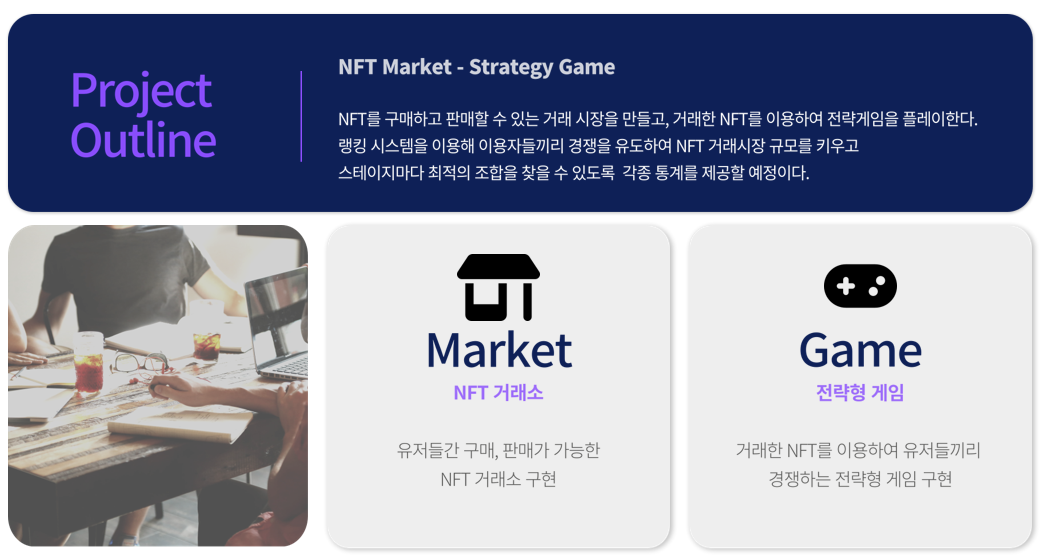 Project
Outline
NFT Market - Strategy Game
NFT를 구매하고 판매할 수 있는 거래 시장을 만들고, 거래한 NFT를 이용하여 전략게임을 플레이한다.
랭킹 시스템을 이용해 이용자들끼리 경쟁을 유도하여 NFT 거래시장 규모를 키우고
스테이지마다 최적의 조합을 찾을 수 있도록 각종 통계를 제공할 예정이다.
Market
NFT 거래소
유저들간 구매, 판매가 가능한
NFT 거래소 구현
Game
전략형 게임
거래한 NFT를 이용하여 유저들끼리
경쟁하는 전략형 게임 구현